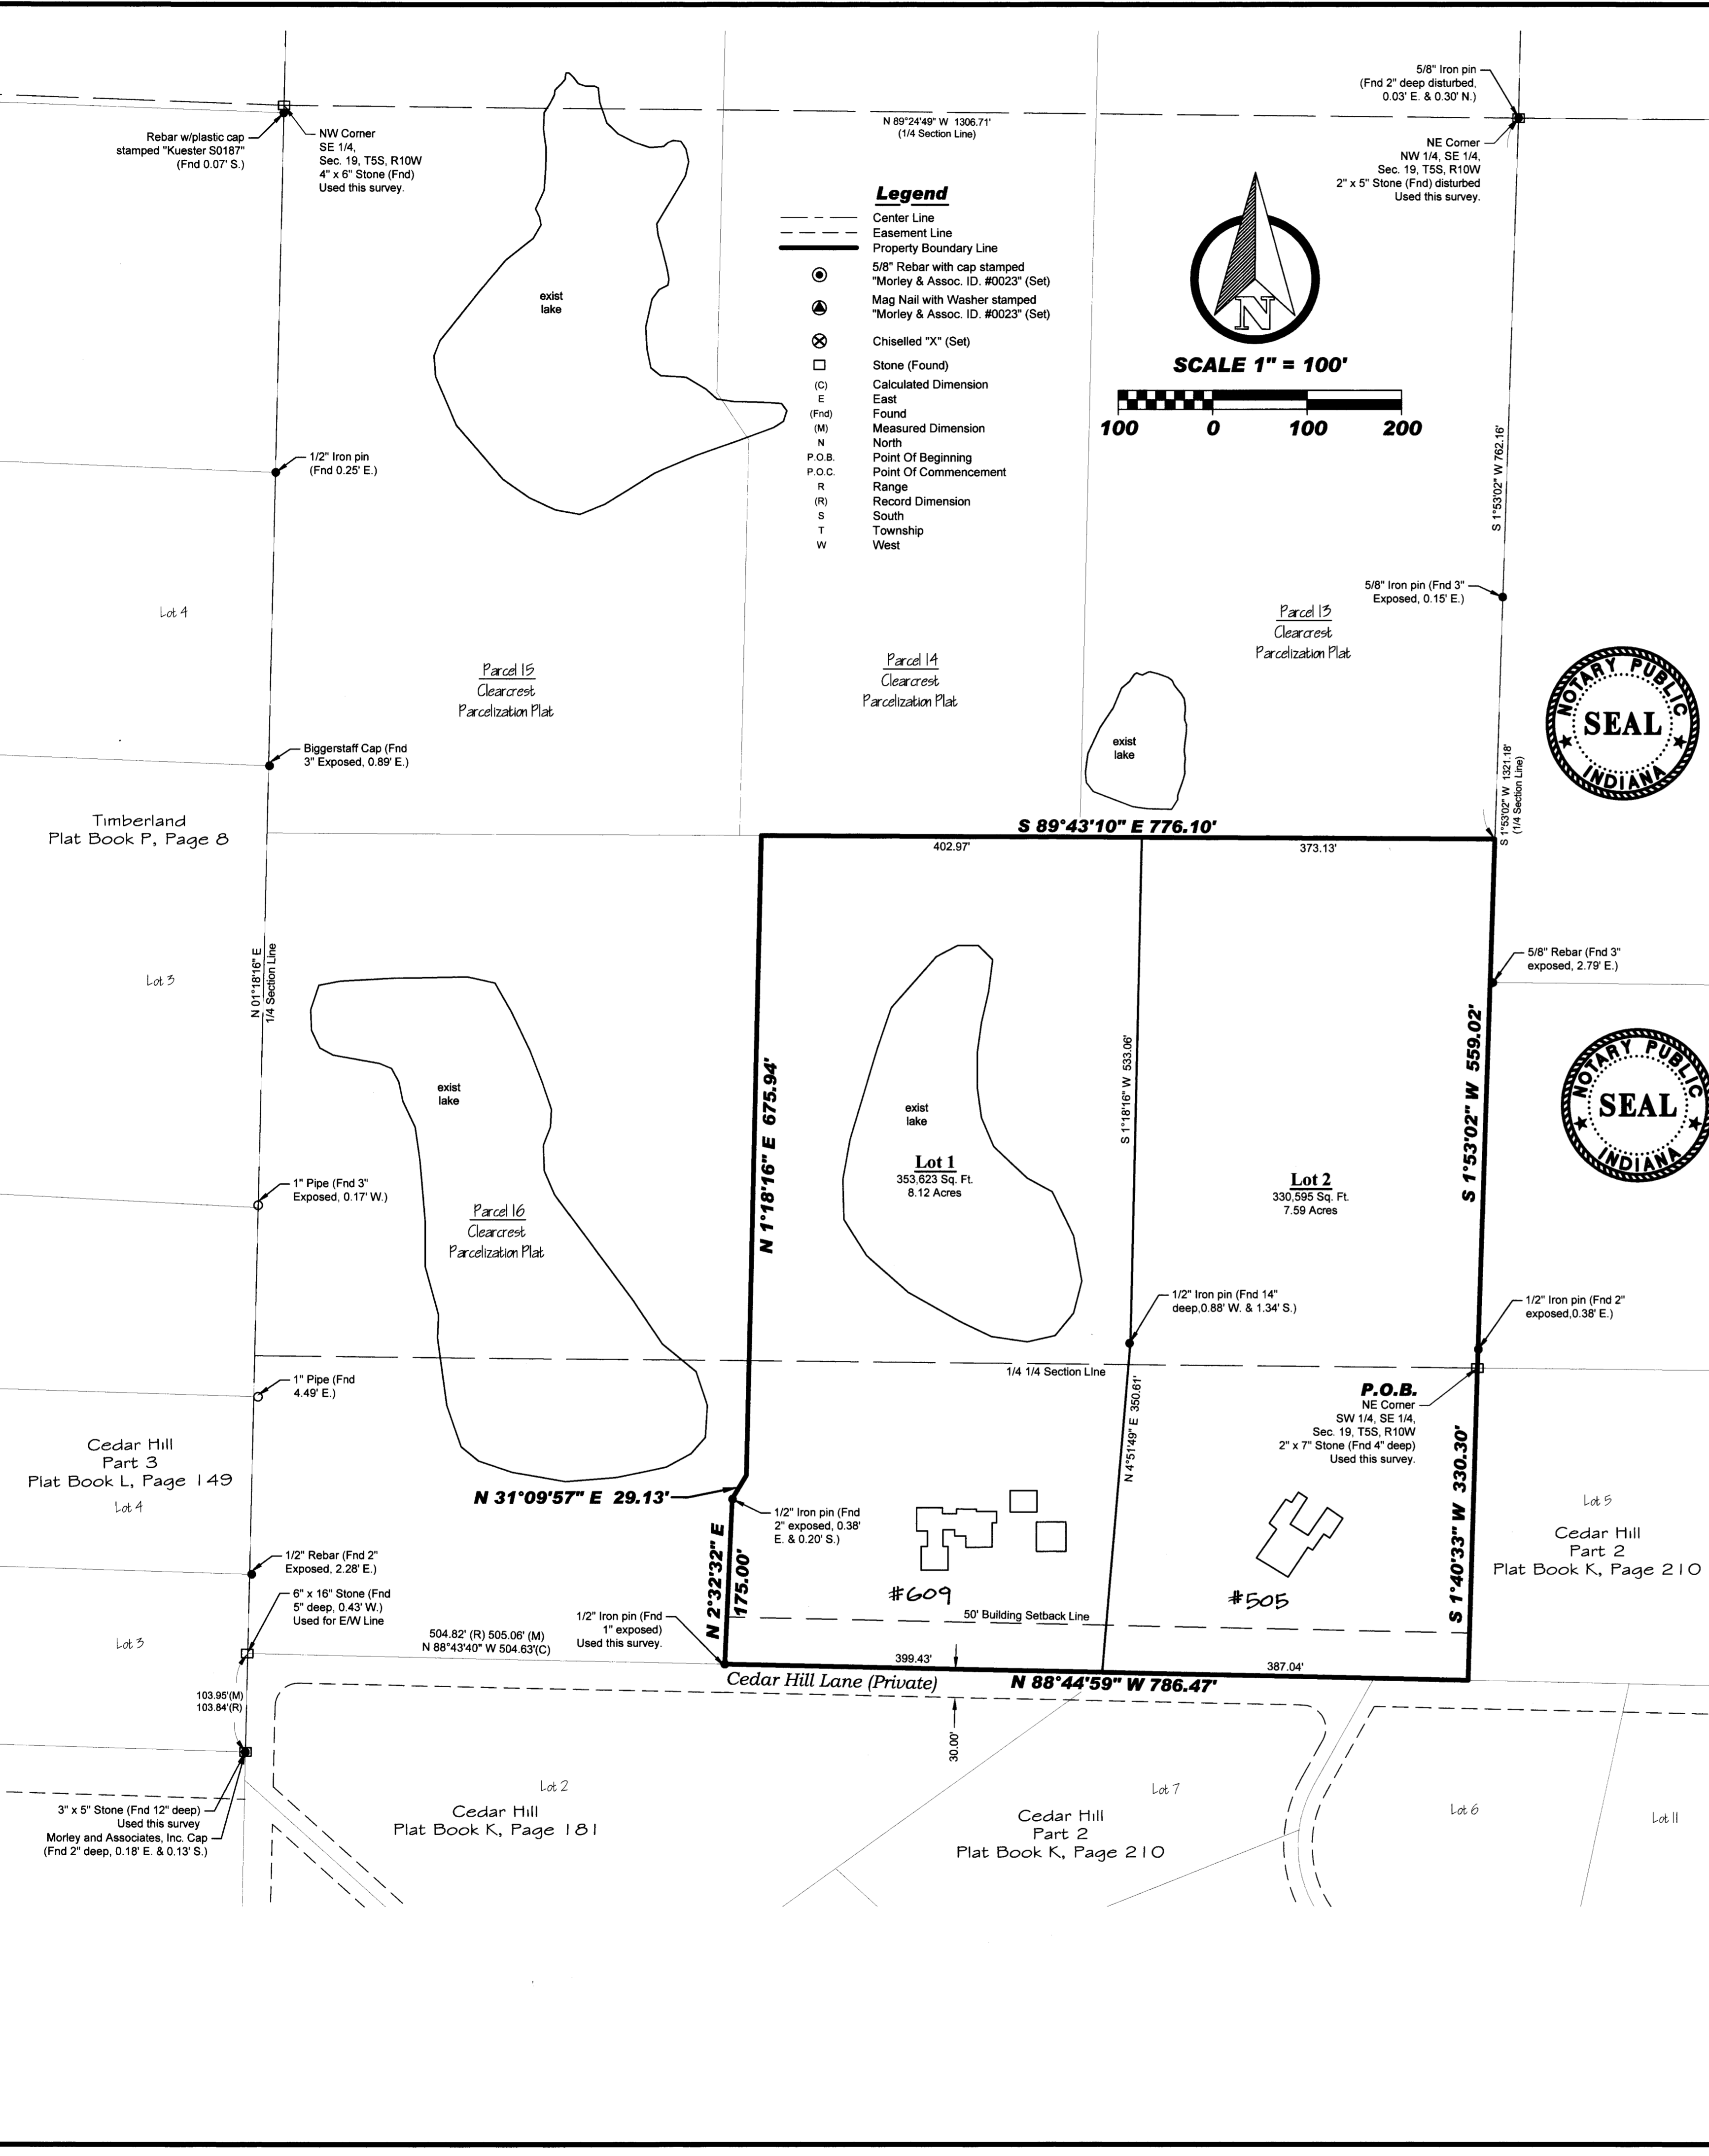 5/8" Iron pin
(Fnd 2" deep disturbed,
0.03' E. & 0.30' N.)
N 89°24'49" W 1306.71'
(1/4 Section Line)
Rebar w/plastic cap
stamped "Kuester S0187"
(Fnd 0.07' S.)
NW Corner
SE 1/4,
Sec. 19, T5S, R10W
4" x 6" Stone (Fnd)
Used this survey.
NE Corner
NW 1/4, SE 1/4,
Sec. 19, T5S, R10W
2" x 5" Stone (Fnd) disturbed
Used this survey.
Legend
Center Line
Easement Line
Property Boundary Line
5/8" Rebar with cap stamped
"Morley & Assoc. ID. #0023" (Set)
Mag Nail with Washer stamped
"Morley & Assoc. ID. #0023" (Set)
Chiselled "X" (Set)
Stone (Found)
(C) Calculated Dimension
E East
(Fnd) Found
(M) Measured Dimension
N North
P.O.B. Point Of Beginning
P.O.C. Point Of Commencement
R Range
(R) Record Dimension
S South
T Township
W West
N
SCALE 1" = 100'
100 0 100 200
exist
lake
1/2" Iron pin
(Fnd 0.25' E.)
S 1°53'02" W 762.16'
5/8" Iron pin (Fnd 3"
Exposed, 0.15' E.)
Lot 4
Parcel 15
Clearcrest
Parcelization Plat
Parcel 14
Clearcrest
Parcelization Plat
Parcel 13
Clearcrest
Parcelization Plat
NOTARY PUBLIC
SEAL
INDIANA
Biggerstaff Cap (Fnd
3" Exposed, 0.89' E.)
exist
lake
S 1°53'02" W 1321.18'
(1/4 Section Line)
Timberland
Plat Book P, Page 8
S 89°43'10" E 776.10'
402.97'
373.13'
Lot 3
N 01°18'16" E
1/4 Section Line
5/8" Rebar (Fnd 3"
exposed, 2.79' E.)
exist
lake
N 1°18'16" E 675.94'
exist
lake
S 1°18'16" W 533.06'
S 1°53'02" W 559.02'
NOTARY PUBLIC
SEAL
INDIANA
Lot 1
353,623 Sq. Ft.
8.12 Acres
Lot 2
330,595 Sq. Ft.
7.59 Acres
1" Pipe (Fnd 3"
Exposed, 0.17' W.)
Parcel 16
Clearcrest
Parcelization Plat
1/2" Iron pin (Fnd 14"
deep,0.88' W. & 1.34' S.)
1/2" Iron pin (Fnd 2"
exposed,0.38' E.)
1/4 1/4 Section LIne
1" Pipe (Fnd
4.49' E.)
P.O.B.
NE Corner
SW 1/4, SE 1/4,
Sec. 19, T5S, R10W
2" x 7" Stone (Fnd 4" deep)
Used this survey.
N 4°51'49" E 350.61'
S 1°40'33" W 330.30'
Cedar Hill
Part 3
Plat Book L, Page 149
Lot 4
N 31°09'57" E 29.13'
1/2" Iron pin (Fnd
2" exposed, 0.38'
E. & 0.20' S.)
N 2°32'32" E
175.00'
Lot 5
Cedar Hill
Part 2
Plat Book K, Page 210
1/2" Rebar (Fnd 2"
Exposed, 2.28' E.)
6" x 16" Stone (Fnd
5" deep, 0.43' W.)
Used for E/W Line
#609
#505
50' Building Setback Line
1/2" Iron pin (Fnd
1" exposed)
Used this survey.
504.82' (R) 505.06' (M)
N 88°43'40" W 504.63'(C)
Lot 3
399.43'
387.04'
Cedar Hill Lane (Private)
N 88°44'59" W 786.47'
103.95'(M)
103.84'(R)
30.00'
3" x 5" Stone (Fnd 12" deep)
Used this survey
Morley and Associates, Inc. Cap
(Fnd 2" deep, 0.18' E. & 0.13' S.)
Lot 2
Cedar Hill
Plat Book K, Page 181
Lot 7
Cedar Hill
Part 2
Plat Book K, Page 210
Lot 6
Lot 11